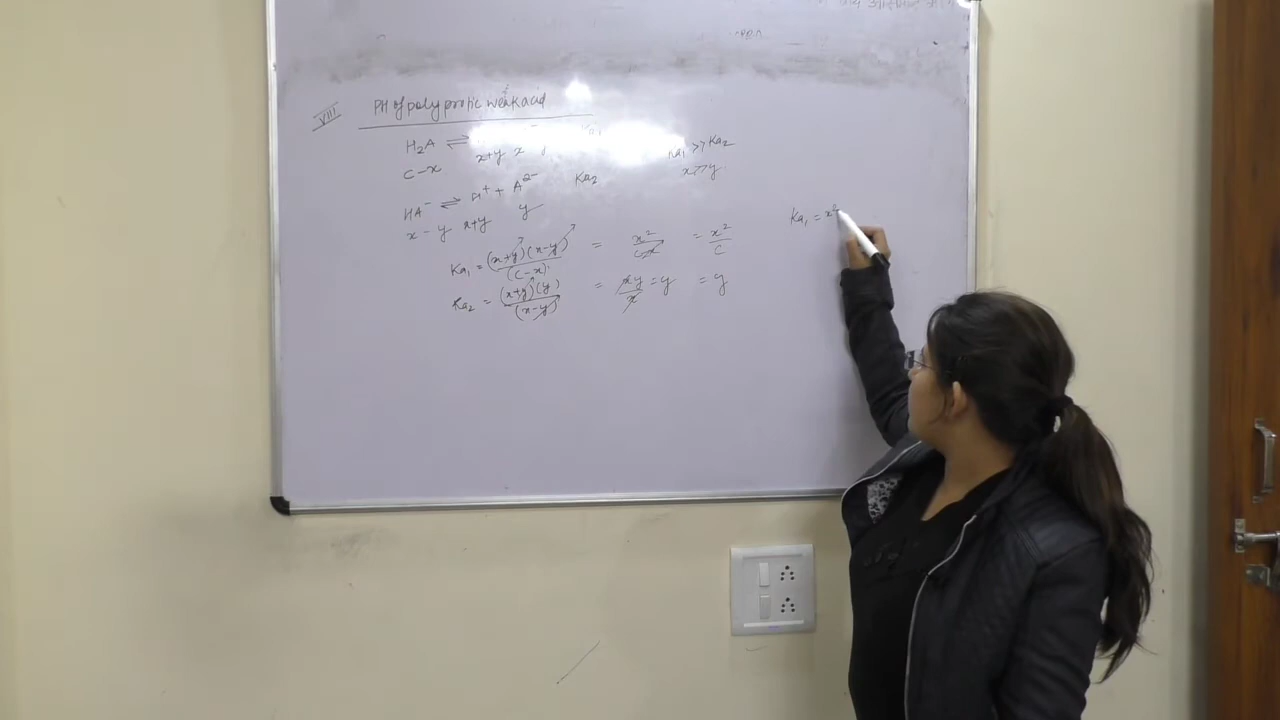 VIII PH of polyprotic weak acid
H₂A ⇌
C-x x+y x-y Ka₁>>Ka₂
x>>y
HA⁻ ⇌ H⁺ + A²⁻ Ka₂
x-y x+y y
Ka₁ = (x+y)(x-y)/(C-x) = x²/C-x = x²/C
Ka₂ = (x+y)(y)/(x-y) = xy/x = y = y
Ka₁ = x²